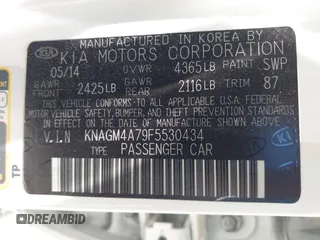 MANUFACTURED IN KOREA BY
KIA MOTORS CORPORATION
05/14 GVWR 4365LB PAINT SWP
GAWR 2425LB GAWR 2116LB TRIM 87
THIS VEHICLE CONFORMS TO ALL APPLICABLE FEDERAL
MOTOR VEHICLE SAFETY, BUMPER, AND THEFT PREVENTION
STANDARDS IN EFFECT ON THE DATE OF MANUFACTURE
SHOWN ABOVE.
V.I.N KNAGM4A79F5530434
TYPE: PASSENGER CAR
TP
DREAMBID